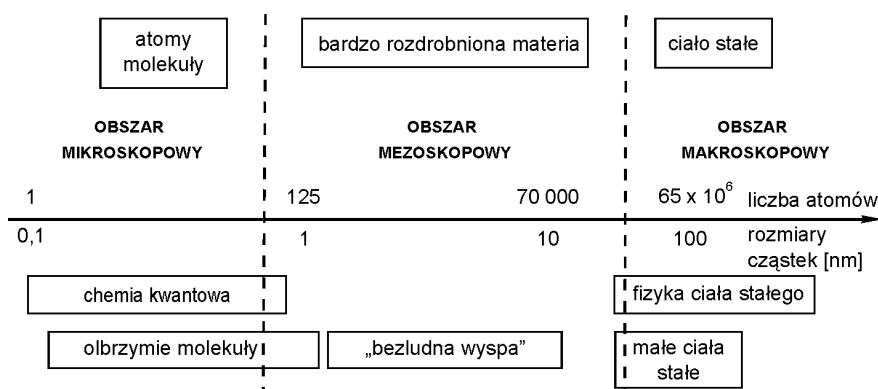 atomy
molekuły
bardzo rozdrobniona materia
ciało stałe
OBSZAR
MIKROSKOPOWY
OBSZAR
MEZOSKOPOWY
OBSZAR
MAKROSKOPOWY
1 125 70 000 65 x 10⁶ liczba atomów
0,1 1 10 100 rozmiary
cząstek [nm]
chemia kwantowa
fizyka ciała stałego
olbrzymie molekuły
„bezludna wyspa”
małe ciała
stałe